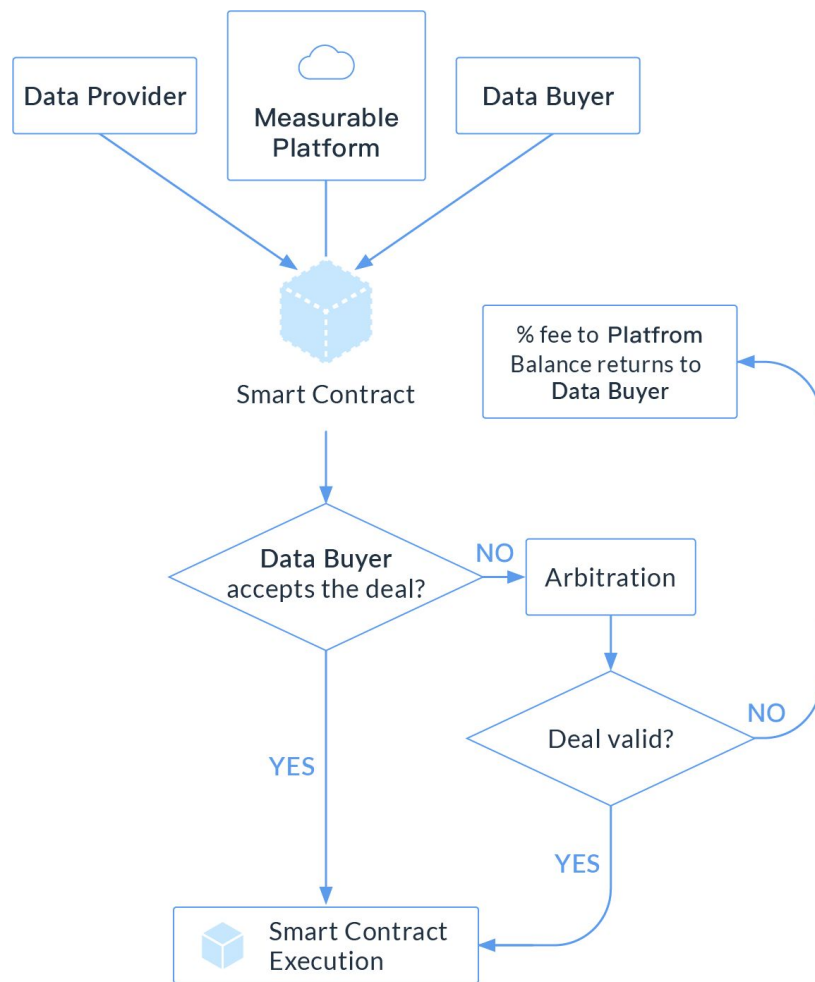 Data Provider
Measurable
Platform
Data Buyer
% fee to Platfrom
Balance returns to
Data Buyer
Smart Contract
Data Buyer
accepts the deal?
NO
Arbitration
Deal valid?
NO
YES
YES
Smart Contract
Execution